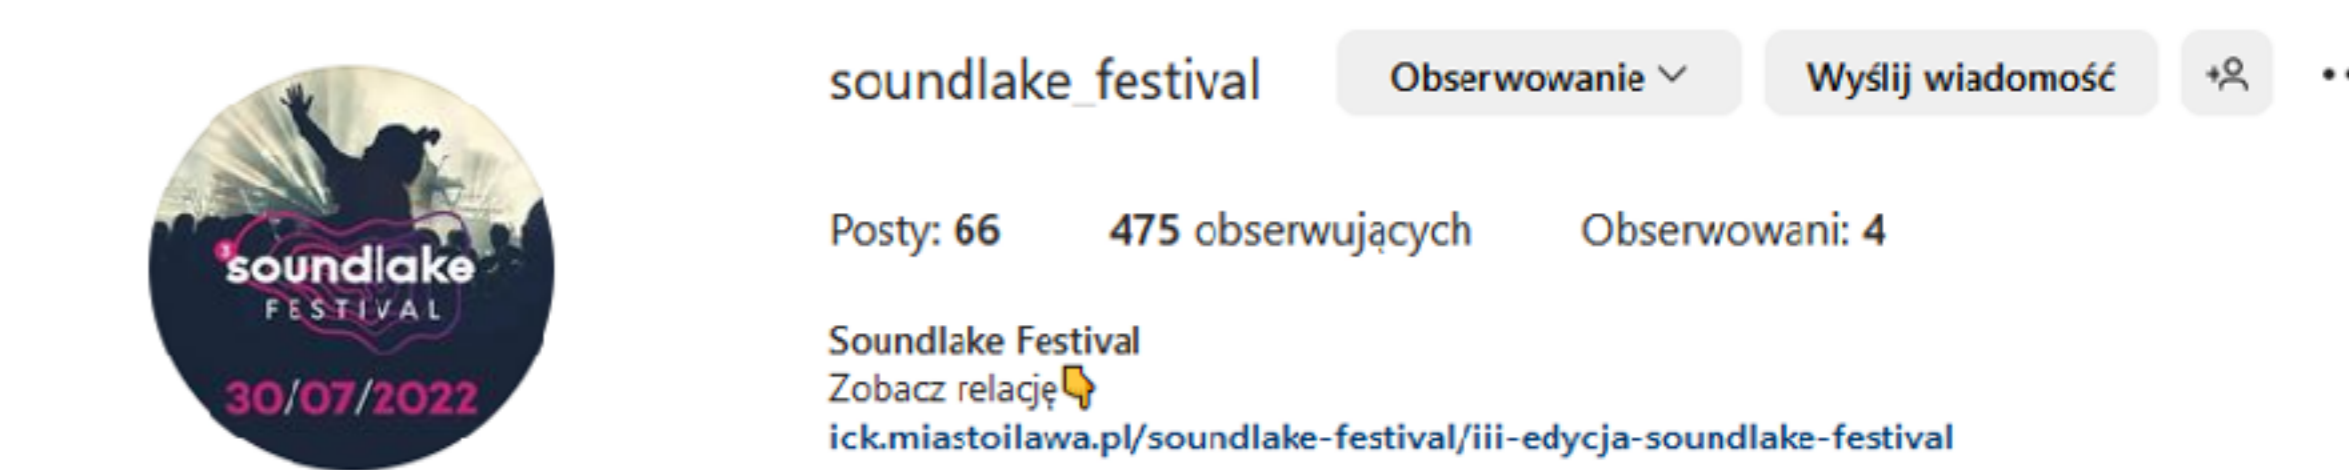 soundlake_festival Obserwowanie Wyślij wiadomość
Posty: 66 475 obserwujących Obserwowani: 4
Soundlake Festival
Zobacz relację👇
ick.miastoilawa.pl/soundlake-festival/iii-edycja-soundlake-festival
3
soundlake
FESTIVAL
30/07/2022